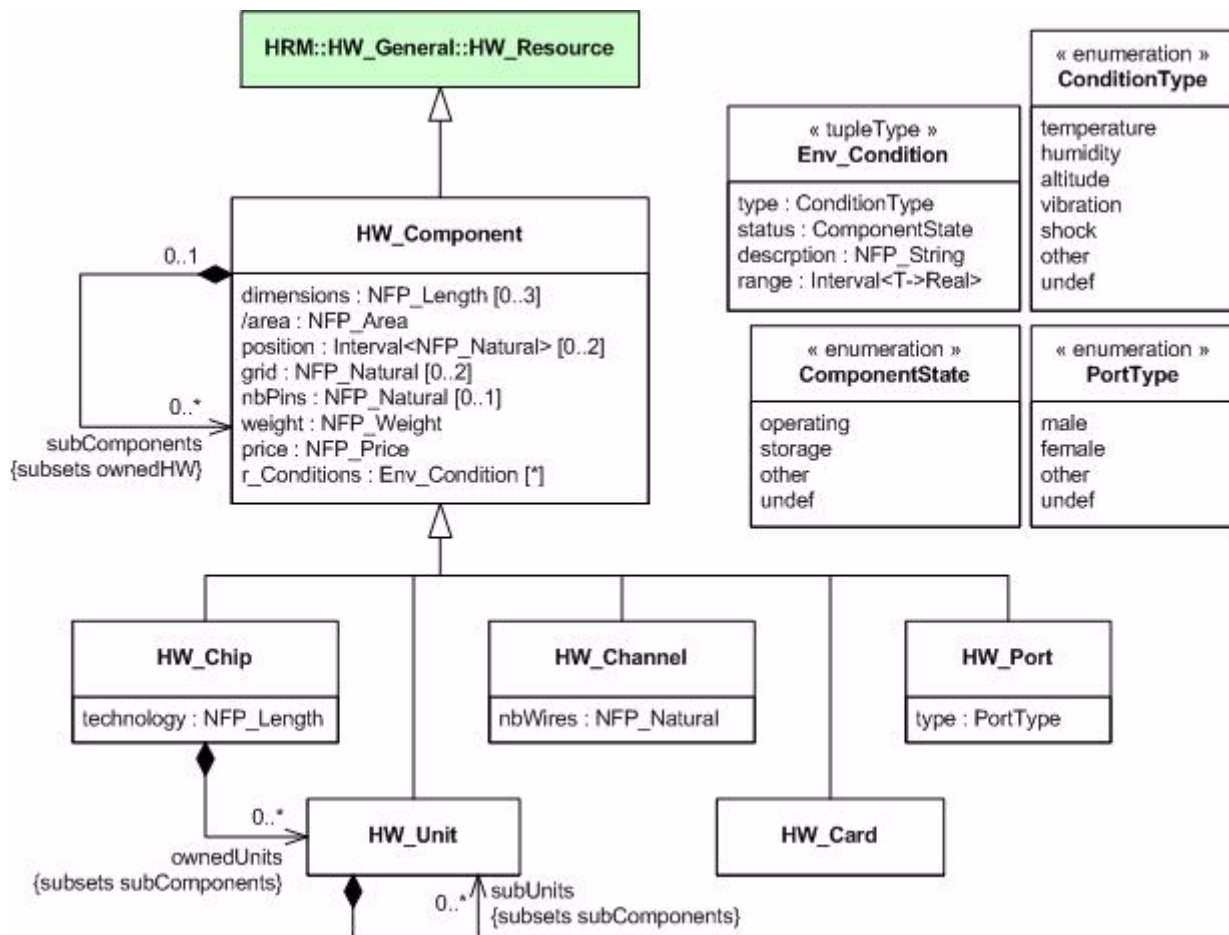 HRM::HW_General::HW_Resource
« enumeration »
ConditionType
temperature
humidity
altitude
vibration
shock
other
undef
« tupleType »
Env_Condition
type : ConditionType
status : ComponentState
descrption : NFP_String
range : Interval<T->Real>
HW_Component
0..1
dimensions : NFP_Length [0..3]
/area : NFP_Area
position : Interval<NFP_Natural> [0..2]
grid : NFP_Natural [0..2]
nbPins : NFP_Natural [0..1]
weight : NFP_Weight
price : NFP_Price
r_Conditions : Env_Condition [*]
0..*
subComponents
{subsets ownedHW}
« enumeration »
ComponentState
operating
storage
other
undef
« enumeration »
PortType
male
female
other
undef
HW_Chip
technology : NFP_Length
HW_Channel
nbWires : NFP_Natural
HW_Port
type : PortType
0..*
ownedUnits
{subsets subComponents}
HW_Unit
HW_Card
0..*
subUnits
{subsets subComponents}